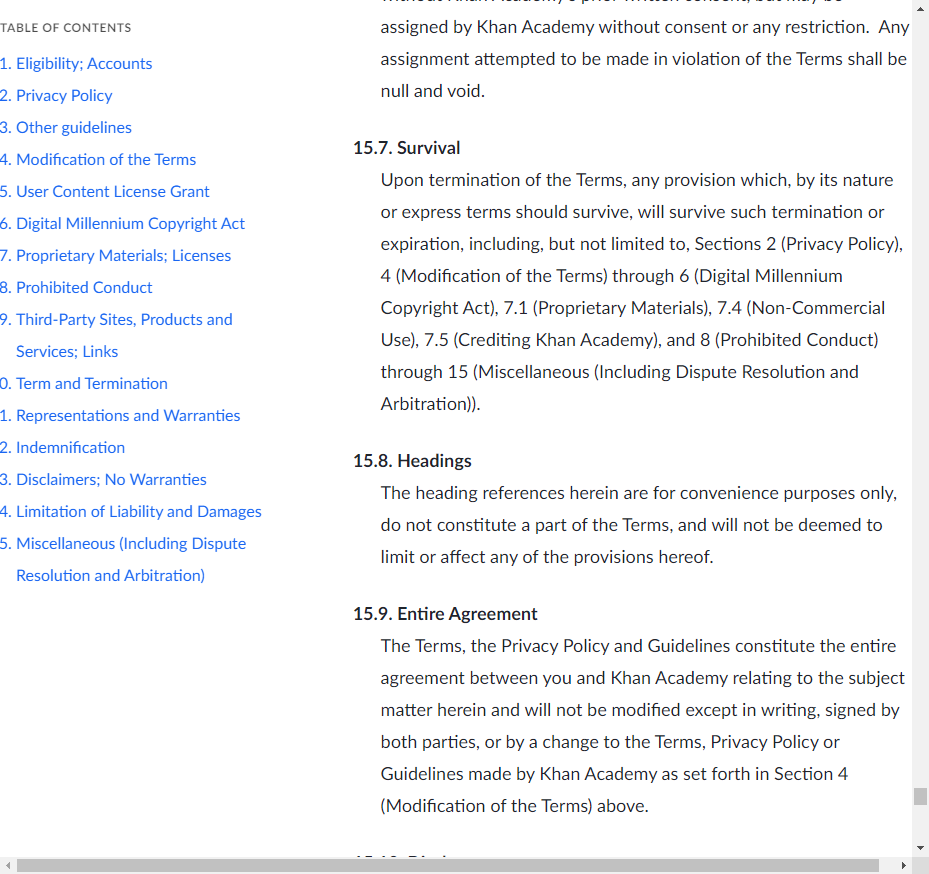 TABLE OF CONTENTS
1. Eligibility; Accounts
2. Privacy Policy
3. Other guidelines
4. Modification of the Terms
5. User Content License Grant
6. Digital Millennium Copyright Act
7. Proprietary Materials; Licenses
8. Prohibited Conduct
9. Third-Party Sites, Products and
Services; Links
0. Term and Termination
1. Representations and Warranties
2. Indemnification
3. Disclaimers; No Warranties
4. Limitation of Liability and Damages
5. Miscellaneous (Including Dispute
Resolution and Arbitration)
assigned by Khan Academy without consent or any restriction.  Any
assignment attempted to be made in violation of the Terms shall be
null and void.
15.7. Survival
Upon termination of the Terms, any provision which, by its nature
or express terms should survive, will survive such termination or
expiration, including, but not limited to, Sections 2 (Privacy Policy),
4 (Modification of the Terms) through 6 (Digital Millennium
Copyright Act), 7.1 (Proprietary Materials), 7.4 (Non-Commercial
Use), 7.5 (Crediting Khan Academy), and 8 (Prohibited Conduct)
through 15 (Miscellaneous (Including Dispute Resolution and
Arbitration)).
15.8. Headings
The heading references herein are for convenience purposes only,
do not constitute a part of the Terms, and will not be deemed to
limit or affect any of the provisions hereof.
15.9. Entire Agreement
The Terms, the Privacy Policy and Guidelines constitute the entire
agreement between you and Khan Academy relating to the subject
matter herein and will not be modified except in writing, signed by
both parties, or by a change to the Terms, Privacy Policy or
Guidelines made by Khan Academy as set forth in Section 4
(Modification of the Terms) above.